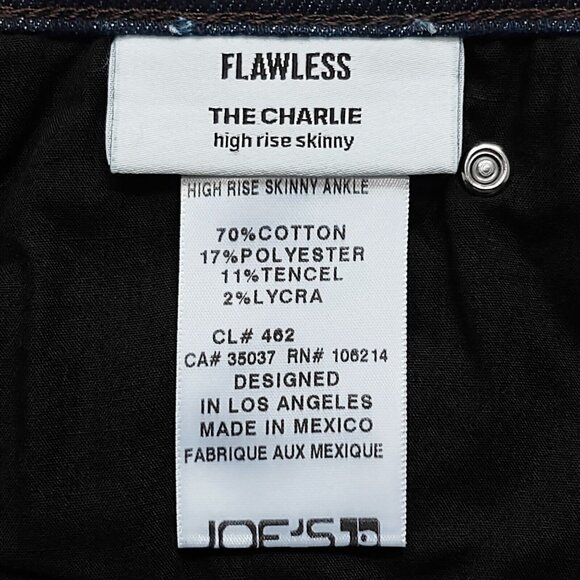 FLAWLESS
THE CHARLIE
high rise skinny
HIGH RISE SKINNY ANKLE
70%COTTON
17%POLYESTER
11%TENCEL
2%LYCRA
CL# 462
CA# 35037 RN# 106214
DESIGNED
IN LOS ANGELES
MADE IN MEXICO
FABRIQUE AUX MEXIQUE
JOE'S